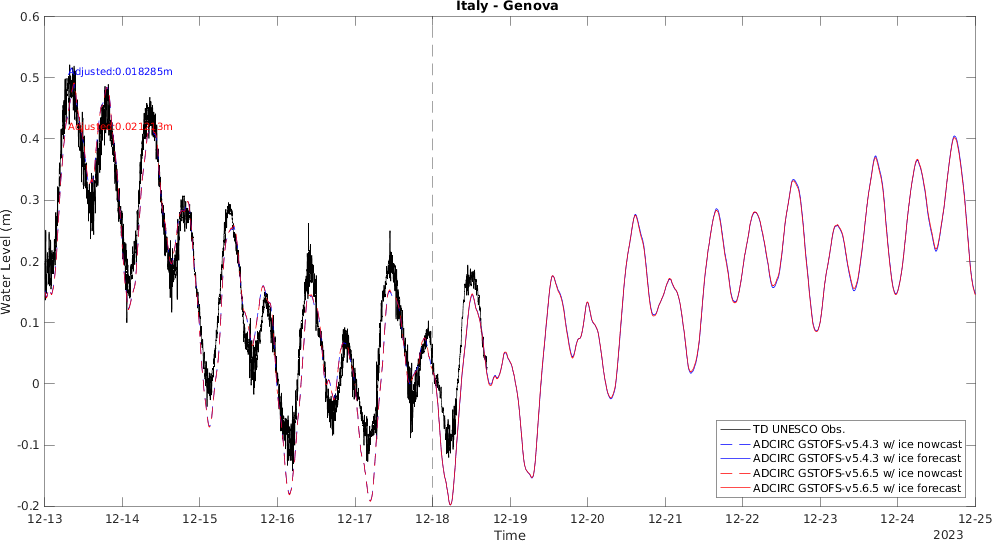 Italy - Genova
0.6
0.5
0.4
0.3
0.2
0.1
0
-0.1
-0.2
Water Level (m)
Adjusted:0.018285m
TD UNESCO Obs.
ADCIRC GSTOFS-v5.4.3 w/ ice nowcast
ADCIRC GSTOFS-v5.4.3 w/ ice forecast
ADCIRC GSTOFS-v5.6.5 w/ ice nowcast
ADCIRC GSTOFS-v5.6.5 w/ ice forecast
12-13 12-14 12-15 12-16 12-17 12-18 12-19 12-20 12-21 12-22 12-23 12-24 12-25
Time
2023